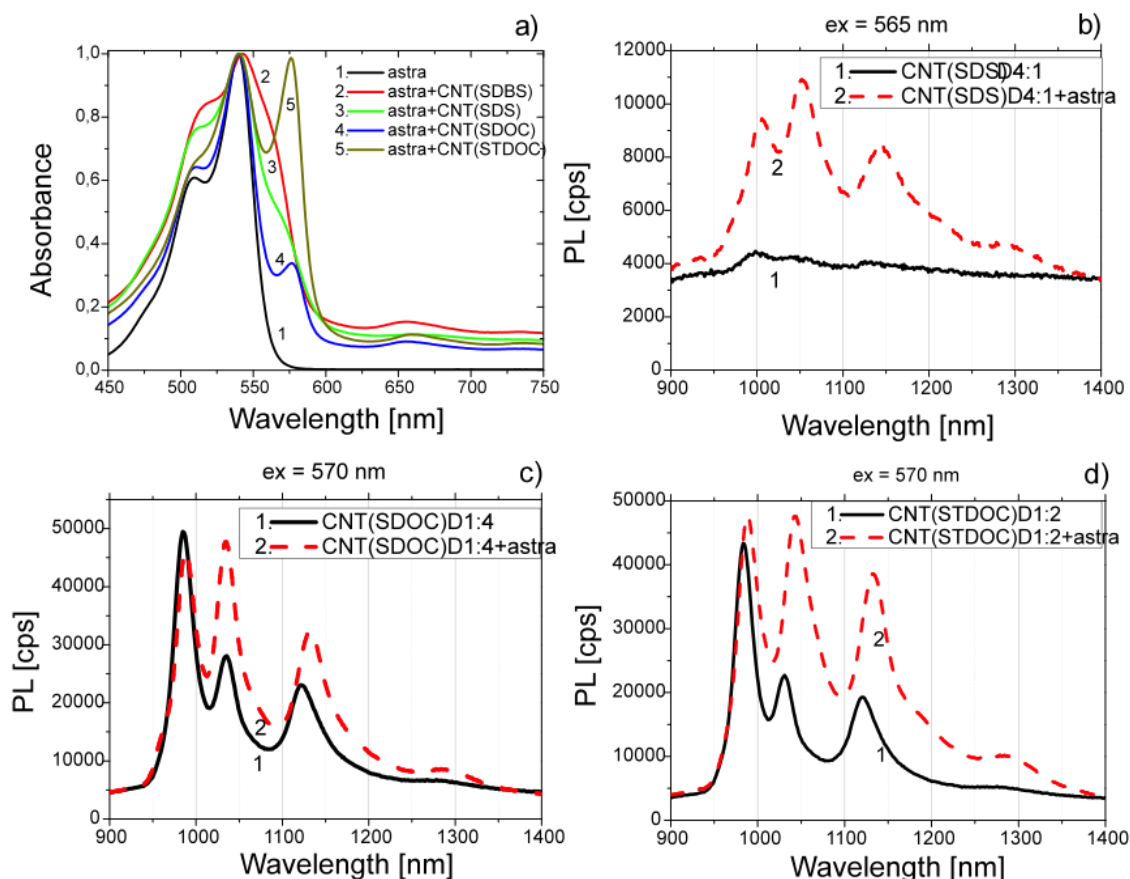 a)
Absorbance
1,0
0,8
0,6
0,4
0,2
0,0
450 500 550 600 650 700 750
Wavelength [nm]
1. astra
2. astra+CNT(SDBS)
3 astra+CNT(SDS)
4 astra+CNT(SDOC)
5. astra+CNT(STDOC)
2
5
3
4
1
ex = 565 nm
b)
PL [cps]
12000
10000
8000
6000
4000
2000
0
900 1000 1100 1200 1300 1400
Wavelength [nm]
1. CNT(SDS)D4:1
2. CNT(SDS)D4:1+astra
2
1
ex = 570 nm
c)
PL [cps]
50000
40000
30000
20000
10000
0
900 1000 1100 1200 1300 1400
Wavelength [nm]
1. CNT(SDOC)D1:4
2. CNT(SDOC)D1:4+astra
2
1
ex = 570 nm
d)
PL [cps]
50000
40000
30000
20000
10000
0
900 1000 1100 1200 1300 1400
Wavelength [nm]
1. CNT(STDOC)D1:2
2. CNT(STDOC)D1:2+astra
2
1